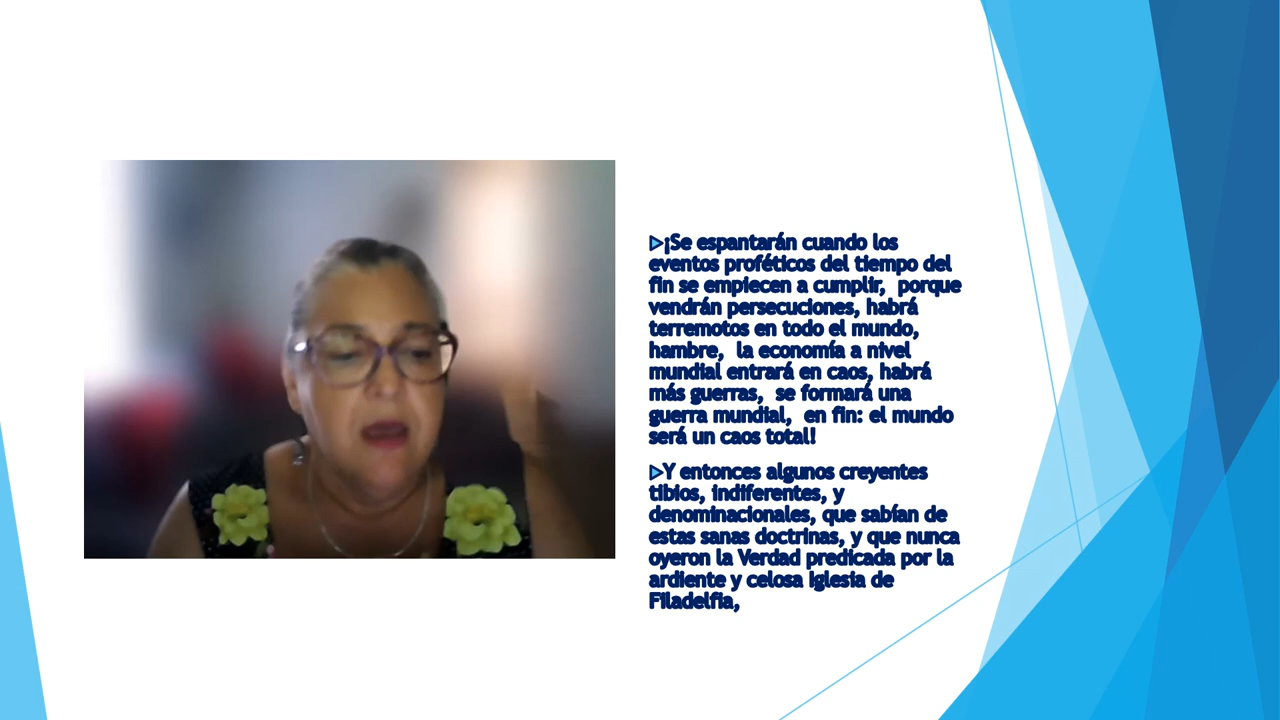 ¡Se espantarán cuando los
eventos proféticos del tiempo del
fin se empiecen a cumplir,  porque
vendrán persecuciones, habrá
terremotos en todo el mundo,
hambre,  la economía a nivel
mundial entrará en caos, habrá
más guerras,  se formará una
guerra mundial,  en fin: el mundo
será un caos total!
Y entonces algunos creyentes
tibios, indiferentes, y
denominacionales, que sabían de
estas sanas doctrinas, y que nunca
oyeron la Verdad predicada por la
ardiente y celosa iglesia de
Filadelfia,